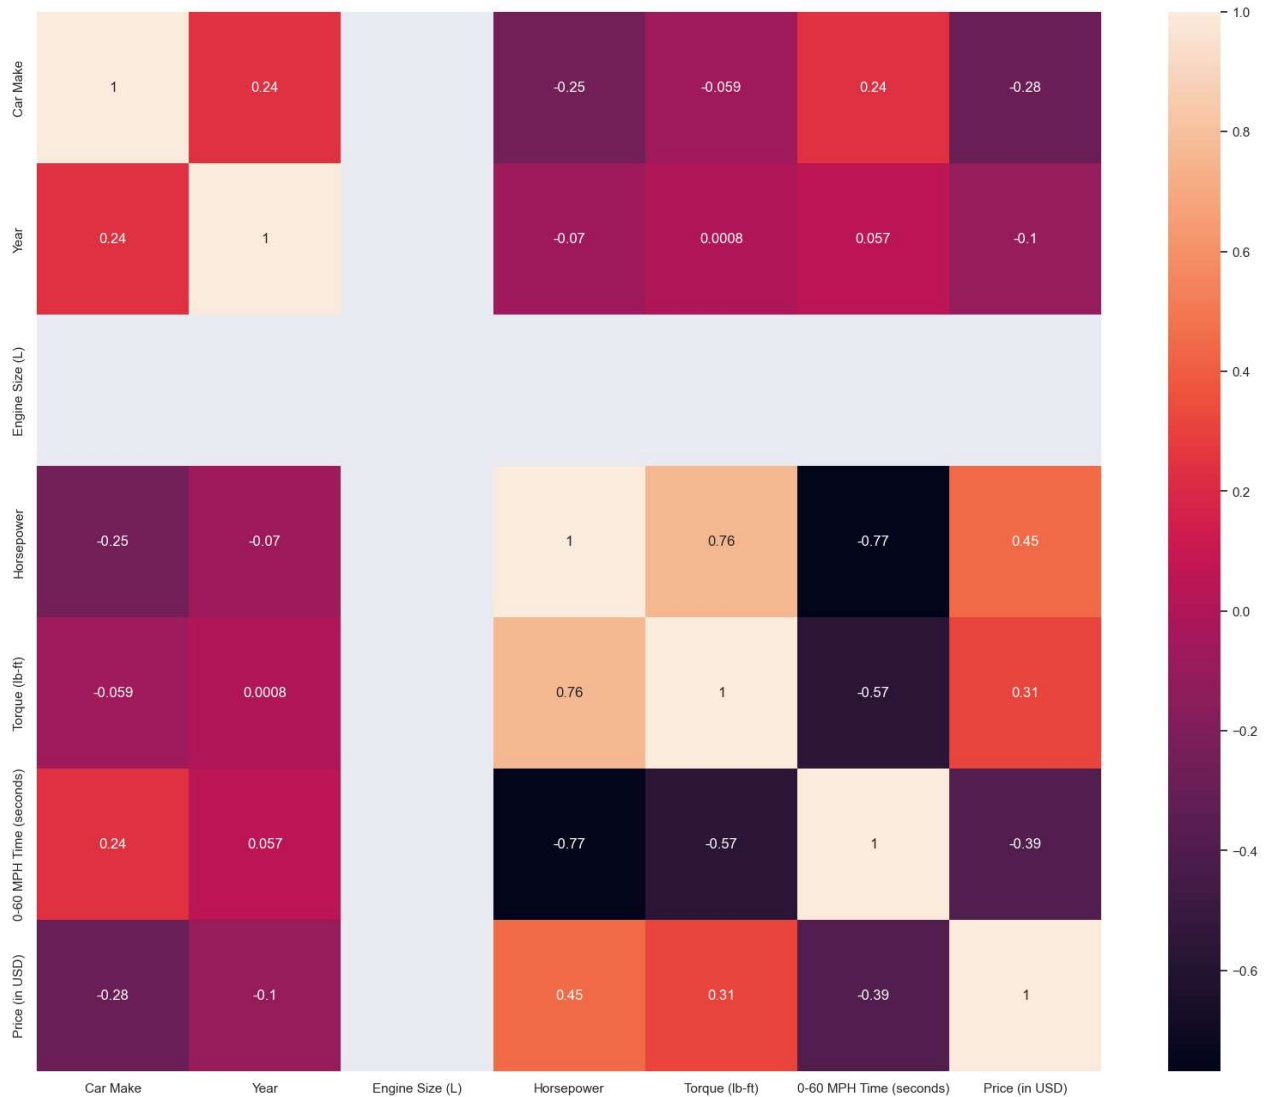 Car Make 1 0.24 -0.25 -0.059 0.24 -0.28
Year 0.24 1 -0.07 0.0008 0.057 -0.1
Engine Size (L)
Horsepower -0.25 -0.07 1 0.76 -0.77 0.45
Torque (lb-ft) -0.059 0.0008 0.76 1 -0.57 0.31
0-60 MPH Time (seconds) 0.24 0.057 -0.77 -0.57 1 -0.39
Price (in USD) -0.28 -0.1 0.45 0.31 -0.39 1
Car Make Year Engine Size (L) Horsepower Torque (lb-ft) 0-60 MPH Time (seconds) Price (in USD)
1.0
0.8
0.6
0.4
0.2
0.0
−0.2
−0.4
−0.6